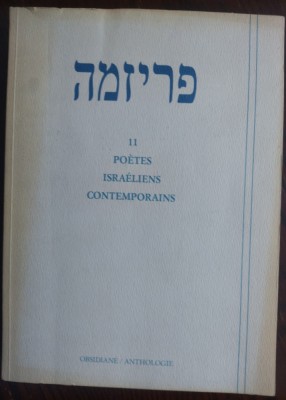 פריזמה
11
POÈTES
ISRAÉLIENS
CONTEMPORAINS
OBSIDIANE / ANTHOLOGIE